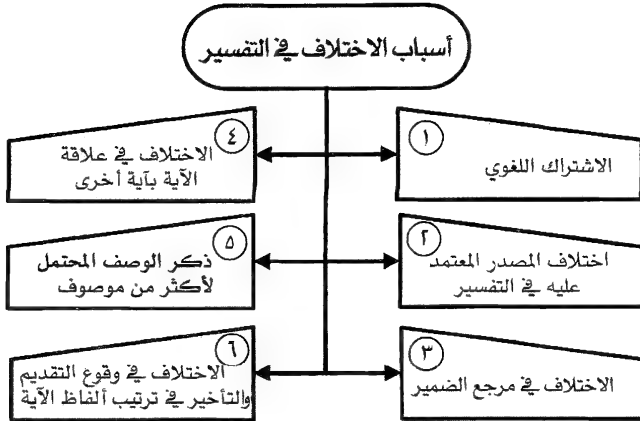 أسباب الاختلاف في التفسير
١
الاشتراك اللغوي
٢
اختلاف المصدر المعتمد
عليه في التفسير
٣
الاختلاف في مرجع الضمير
٤
الاختلاف في علاقة
الآية بآية أخرى
٥
ذكر الوصف المحتمل
لأكثر من موصوف
٦
الاختلاف في وقوع التقديم
والتأخير في ترتيب ألفاظ الآية